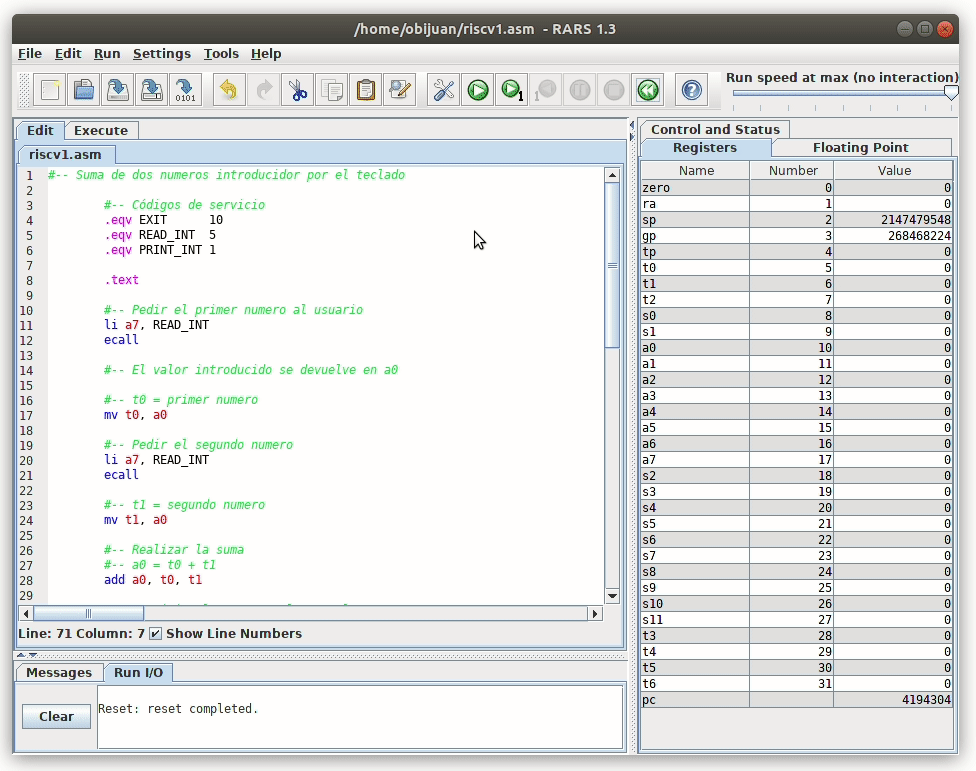 /home/obijuan/riscv1.asm - RARS 1.3
File Edit Run Settings Tools Help
Run speed at max (no interaction)
Edit Execute
riscv1.asm
1 #-- Suma de dos numeros introducidor por el teclado
2
3 #-- Códigos de servicio
4 .eqv EXIT 10
5 .eqv READ_INT 5
6 .eqv PRINT_INT 1
7
8 .text
9
10 #-- Pedir el primer numero al usuario
11 li a7, READ_INT
12 ecall
13
14 #-- El valor introducido se devuelve en a0
15
16 #-- t0 = primer numero
17 mv t0, a0
18
19 #-- Pedir el segundo numero
20 li a7, READ_INT
21 ecall
22
23 #-- t1 = segundo numero
24 mv t1, a0
25
26 #-- Realizar la suma
27 #-- a0 = t0 + t1
28 add a0, t0, t1
29
Line: 71 Column: 7 Show Line Numbers
Messages Run I/O
Clear
Reset: reset completed.
Control and Status
Registers Floating Point
Name Number Value
zero 0 0
ra 1 0
sp 2 2147479548
gp 3 268468224
tp 4 0
t0 5 0
t1 6 0
t2 7 0
s0 8 0
s1 9 0
a0 10 0
a1 11 0
a2 12 0
a3 13 0
a4 14 0
a5 15 0
a6 16 0
a7 17 0
s2 18 0
s3 19 0
s4 20 0
s5 21 0
s6 22 0
s7 23 0
s8 24 0
s9 25 0
s10 26 0
s11 27 0
t3 28 0
t4 29 0
t5 30 0
t6 31 0
pc 4194304